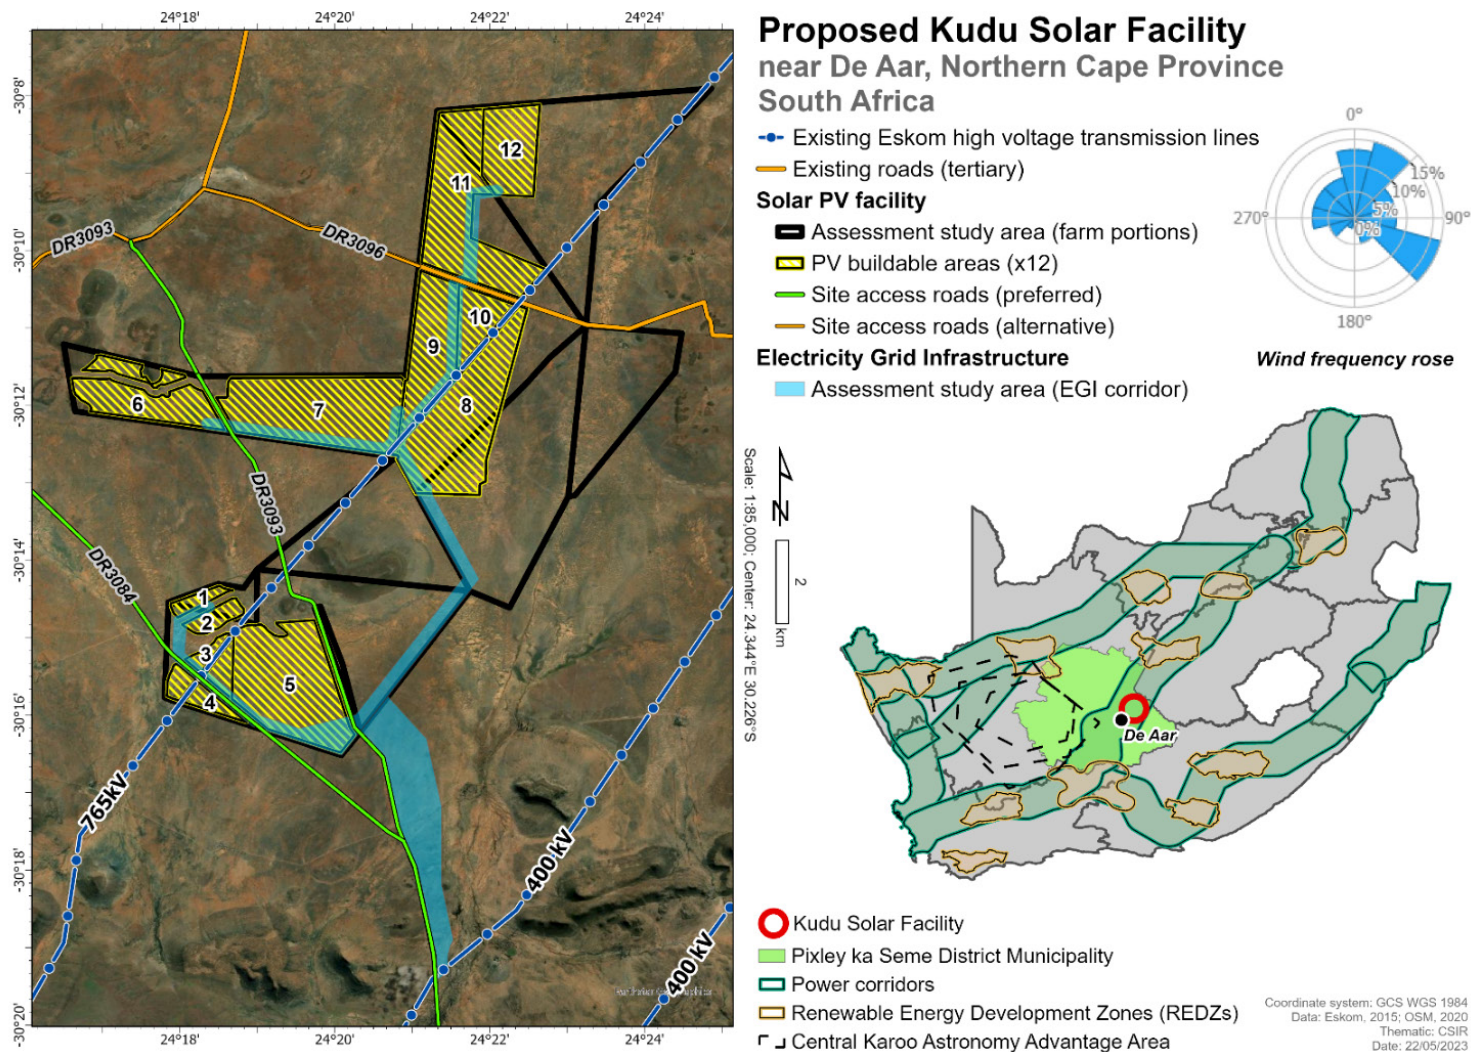 Proposed Kudu Solar Facility
near De Aar, Northern Cape Province
South Africa
Existing Eskom high voltage transmission lines
Existing roads (tertiary)
Solar PV facility
Assessment study area (farm portions)
PV buildable areas (x12)
Site access roads (preferred)
Site access roads (alternative)
Electricity Grid Infrastructure
Assessment study area (EGI corridor)
0°
15%
10%
5%
0%
270°
90°
180°
Wind frequency rose
24°18'
24°20'
24°22'
24°24'
-30°8'
-30°10'
-30°12'
-30°14'
-30°16'
-30°18'
-30°20'
DR3093
DR3096
12
11
10
9
8
7
6
DR3093
DR3084
1
2
3
4
5
765kV
400 kV
400 kV
24°18'
24°20'
24°22'
24°24'
Scale: 1:85,000; Center: 24.344°E 30.226°S
N
2
km
De Aar
Kudu Solar Facility
Pixley ka Seme District Municipality
Power corridors
Renewable Energy Development Zones (REDZs)
Central Karoo Astronomy Advantage Area
Coordinate system: GCS WGS 1984
Data: Eskom, 2015; OSM, 2020
Thematic: CSIR
Date: 22/05/2023